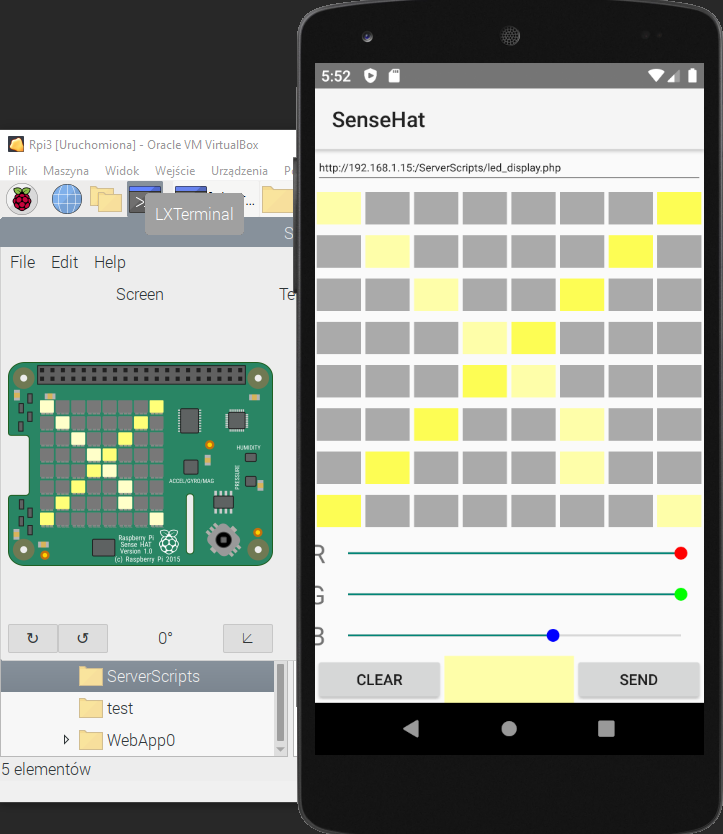 Rpi3 [Uruchomiona] - Oracle VM VirtualBox
Plik Maszyna Widok Wejście Urządzenia
LXTerminal
File Edit Help
Screen
HUMIDITY
PRESSURE
ACCEL/GYRO/MAG
Raspberry Pi
Sense HAT
Version 1.0
(c) Raspberry Pi 2015
↻ ↺ 0°
ServerScripts
test
WebApp0
5 elementów
5:52
SenseHat
http://192.168.1.15:/ServerScripts/led_display.php
R
G
B
CLEAR SEND